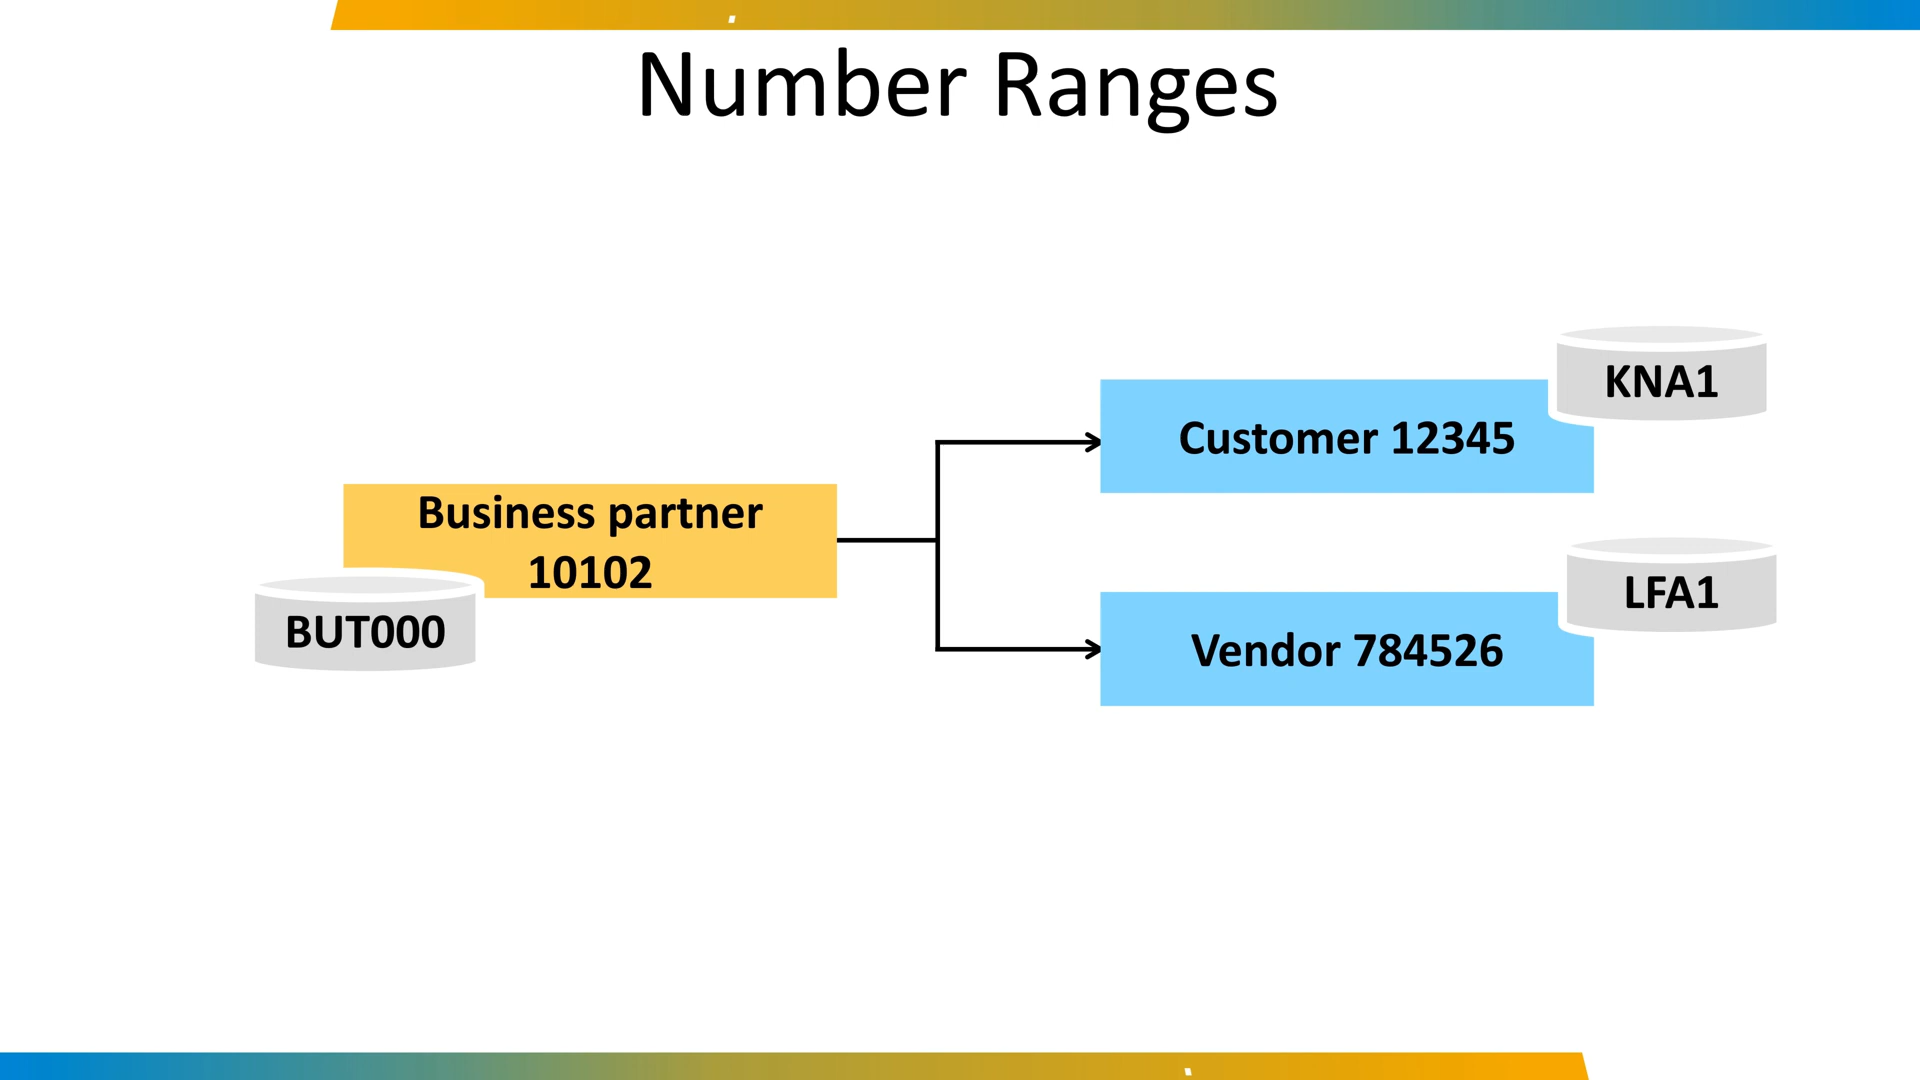 Number Ranges
KNA1
Customer 12345
Business partner
10102
BUT000
LFA1
Vendor 784526